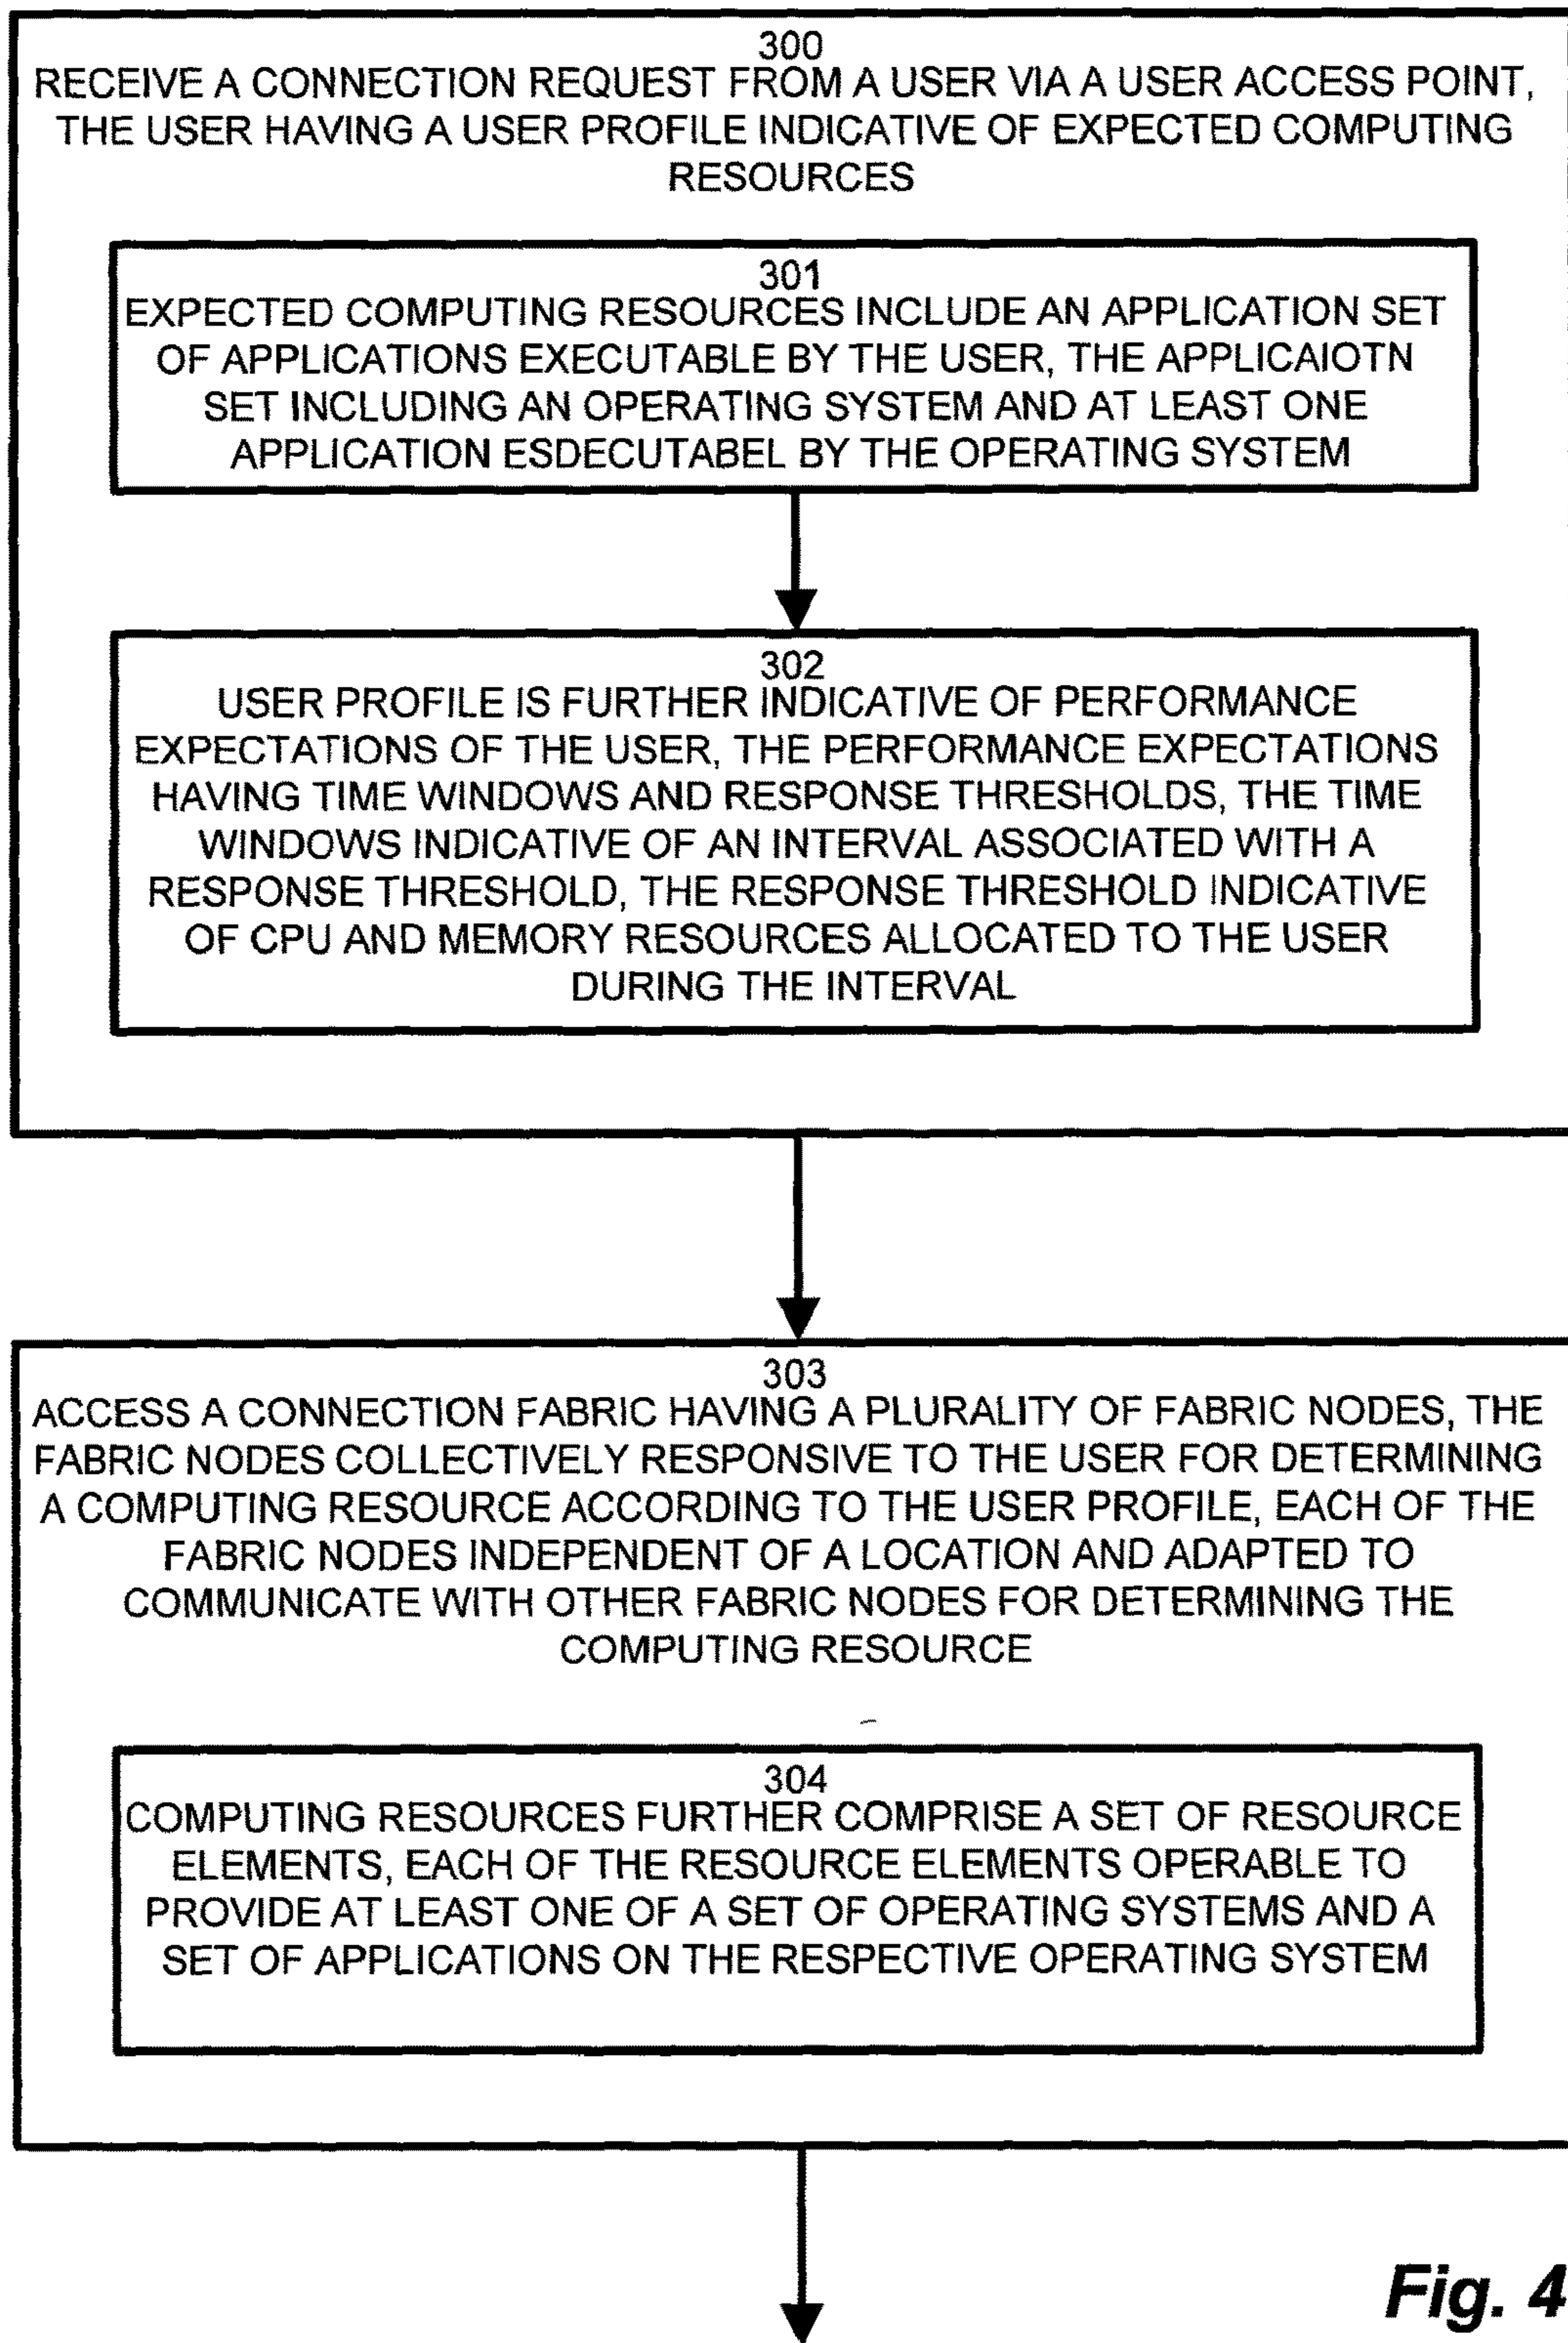 300
RECEIVE A CONNECTION REQUEST FROM A USER VIA A USER ACCESS POINT,
THE USER HAVING A USER PROFILE INDICATIVE OF EXPECTED COMPUTING
RESOURCES
301
EXPECTED COMPUTING RESOURCES INCLUDE AN APPLICATION SET
OF APPLICATIONS EXECUTABLE BY THE USER, THE APPLICAIOTN
SET INCLUDING AN OPERATING SYSTEM AND AT LEAST ONE
APPLICATION ESDECUTABEL BY THE OPERATING SYSTEM
302
USER PROFILE IS FURTHER INDICATIVE OF PERFORMANCE
EXPECTATIONS OF THE USER, THE PERFORMANCE EXPECTATIONS
HAVING TIME WINDOWS AND RESPONSE THRESHOLDS, THE TIME
WINDOWS INDICATIVE OF AN INTERVAL ASSOCIATED WITH A
RESPONSE THRESHOLD, THE RESPONSE THRESHOLD INDICATIVE
OF CPU AND MEMORY RESOURCES ALLOCATED TO THE USER
DURING THE INTERVAL
303
ACCESS A CONNECTION FABRIC HAVING A PLURALITY OF FABRIC NODES, THE
FABRIC NODES COLLECTIVELY RESPONSIVE TO THE USER FOR DETERMINING
A COMPUTING RESOURCE ACCORDING TO THE USER PROFILE, EACH OF THE
FABRIC NODES INDEPENDENT OF A LOCATION AND ADAPTED TO
COMMUNICATE WITH OTHER FABRIC NODES FOR DETERMINING THE
COMPUTING RESOURCE
304
COMPUTING RESOURCES FURTHER COMPRISE A SET OF RESOURCE
ELEMENTS, EACH OF THE RESOURCE ELEMENTS OPERABLE TO
PROVIDE AT LEAST ONE OF A SET OF OPERATING SYSTEMS AND A
SET OF APPLICATIONS ON THE RESPECTIVE OPERATING SYSTEM
Fig. 4